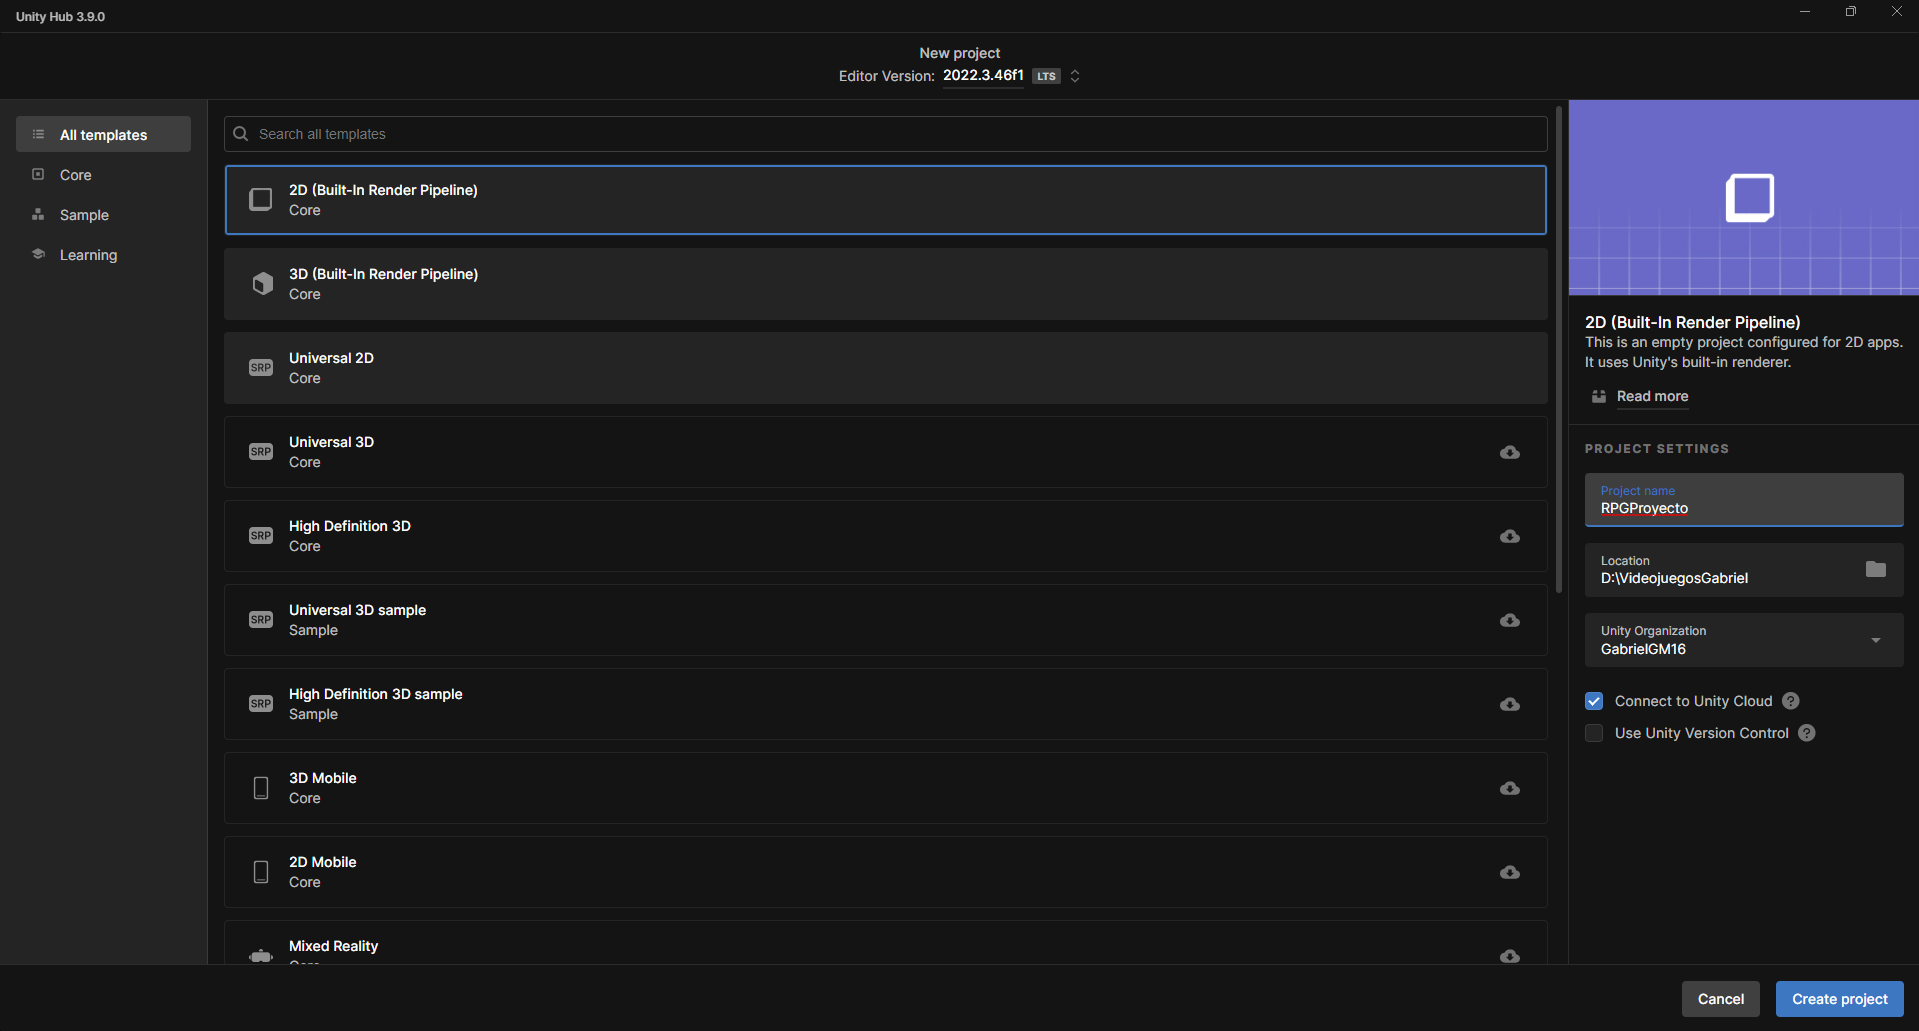 Unity Hub 3.9.0
New project
Editor Version: 2022.3.46f1 LTS
All templates
Core
Sample
Learning
Search all templates
2D (Built-In Render Pipeline)
Core
3D (Built-In Render Pipeline)
Core
SRP
Universal 2D
Core
SRP
Universal 3D
Core
SRP
High Definition 3D
Core
SRP
Universal 3D sample
Sample
SRP
High Definition 3D sample
Sample
3D Mobile
Core
2D Mobile
Core
Mixed Reality
2D (Built-In Render Pipeline)
This is an empty project configured for 2D apps.
It uses Unity's built-in renderer.
Read more
PROJECT SETTINGS
Project name
RPGProyecto
Location
D:\VideojuegosGabriel
Unity Organization
GabrielGM16
Connect to Unity Cloud ?
Use Unity Version Control ?
Cancel
Create project